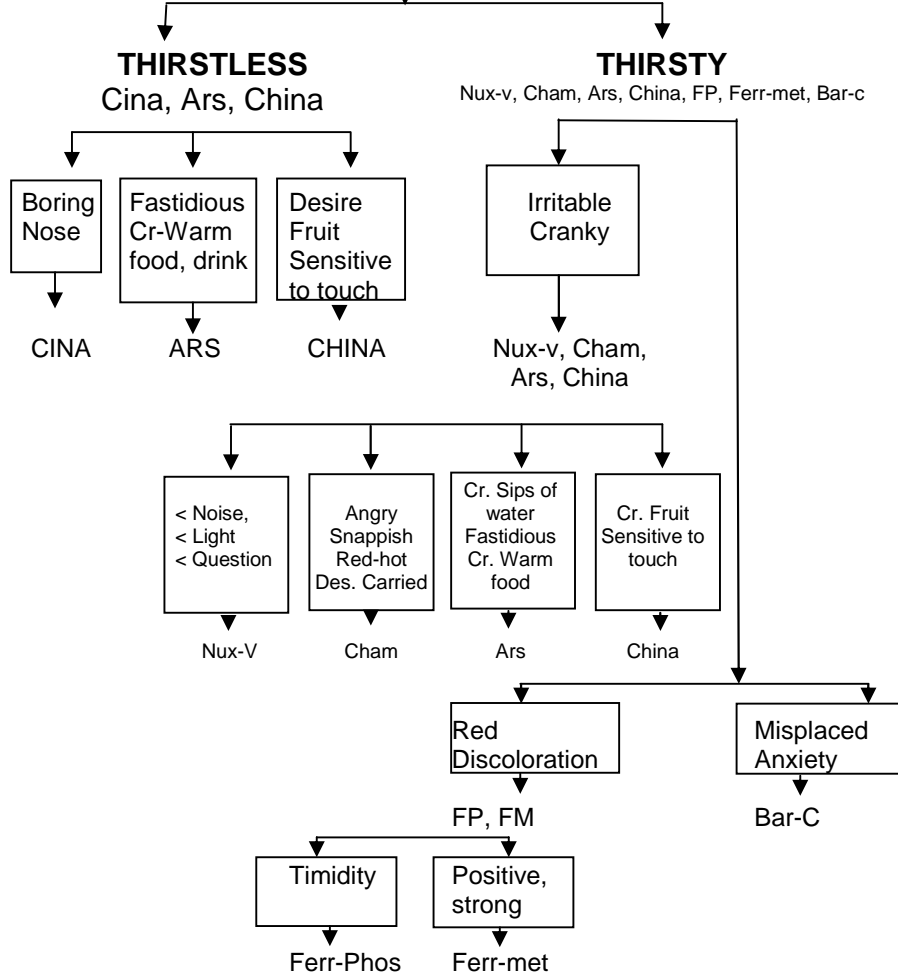 THIRSTLESS
Cina, Ars, China
THIRSTY
Nux-v, Cham, Ars, China, FP, Ferr-met, Bar-c
Boring
Nose
Fastidious
Cr-Warm
food, drink
Desire
Fruit
Sensitive
to touch
Irritable
Cranky
CINA
ARS
CHINA
Nux-v, Cham,
Ars, China
< Noise,
< Light
< Question
Angry
Snappish
Red-hot
Des. Carried
Cr. Sips of
water
Fastidious
Cr. Warm
food
Cr. Fruit
Sensitive to
touch
Nux-V
Cham
Ars
China
Red
Discoloration
Misplaced
Anxiety
FP, FM
Bar-C
Timidity
Positive,
strong
Ferr-Phos
Ferr-met